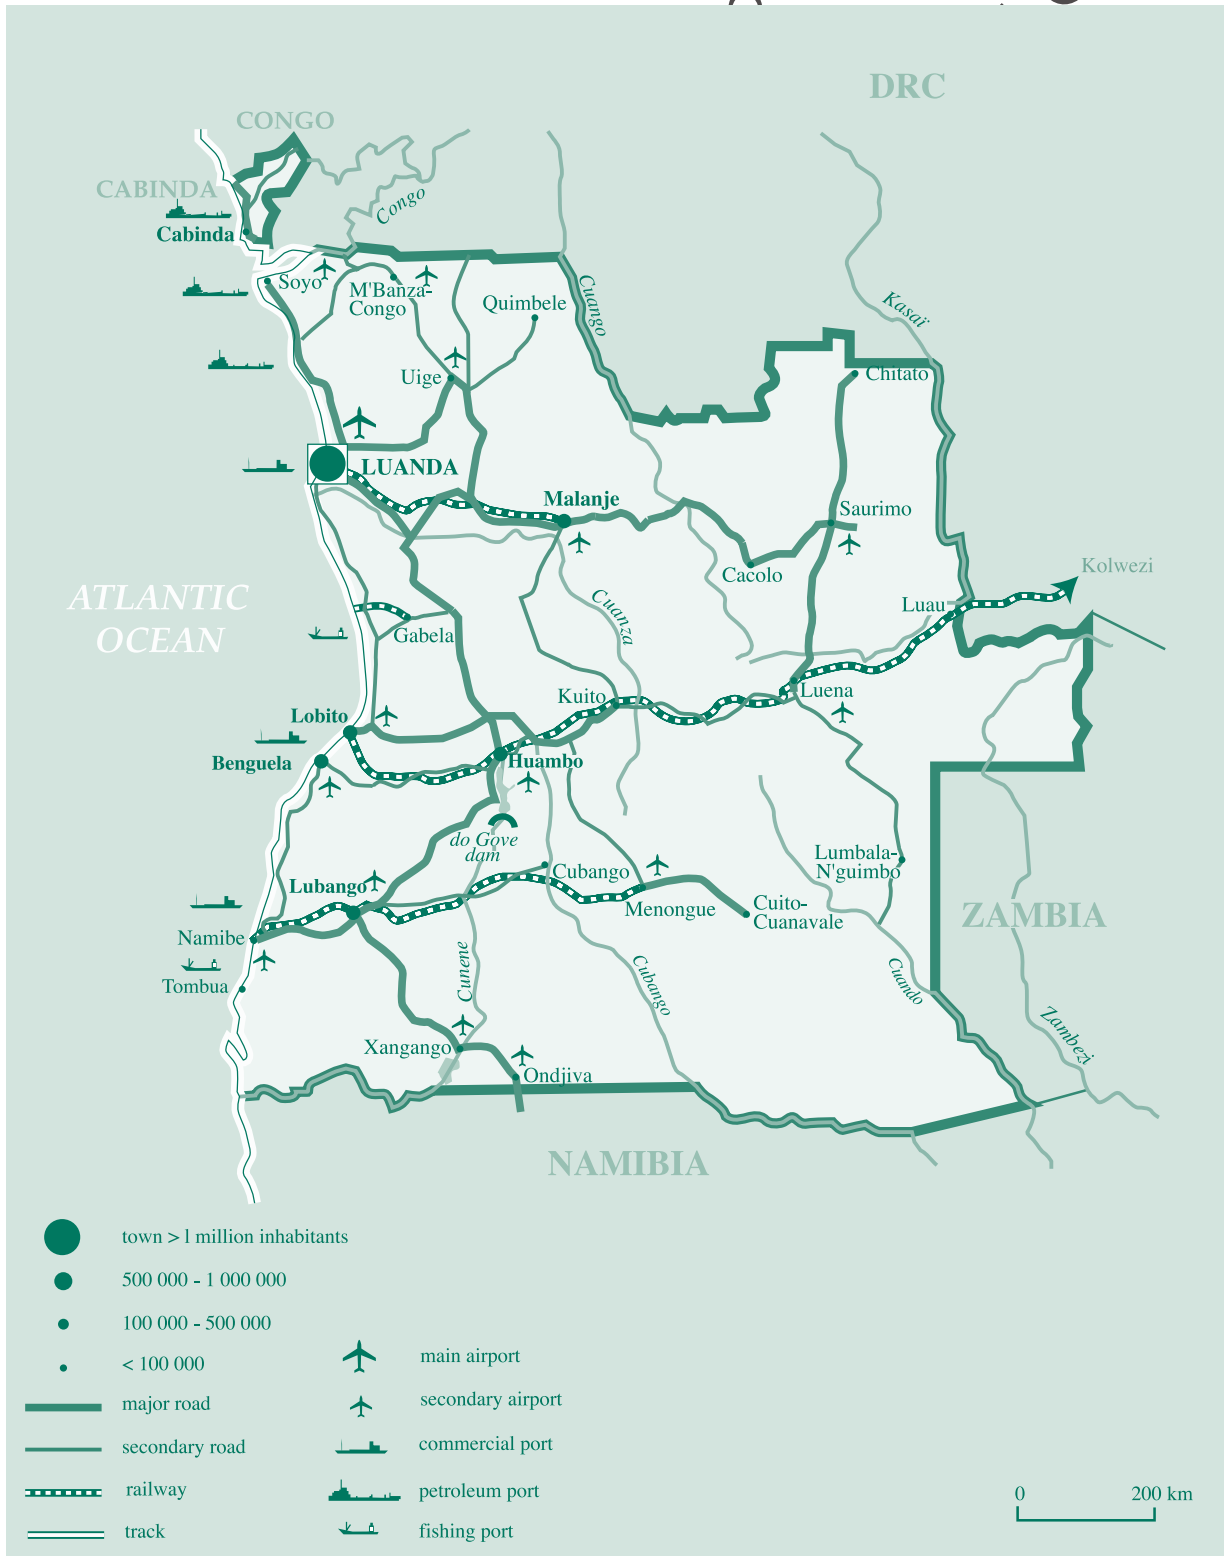 DRC
CONGO
CABINDA
Congo
Cabinda
Soyo
M'Banza-
Congo
Quimbele
Cuango
Kasaï
Uige
Chitato
LUANDA
Malanje
Saurimo
Cacolo
Kolwezi
ATLANTIC
OCEAN
Cuanza
Luau
Gabela
Kuito
Luena
Lobito
Benguela
Huambo
do Gove
dam
Lumbala-
N'guimbo
Cubango
Lubango
Menongue
Cuito-
Cuanavale
ZAMBIA
Namibe
Tombua
Cunene
Cubango
Cuando
Zambezi
Xangango
Ondjiva
NAMIBIA
town > l million inhabitants
500 000 - 1 000 000
100 000 - 500 000
< 100 000
major road
secondary road
railway
track
main airport
secondary airport
commercial port
petroleum port
fishing port
0 200 km